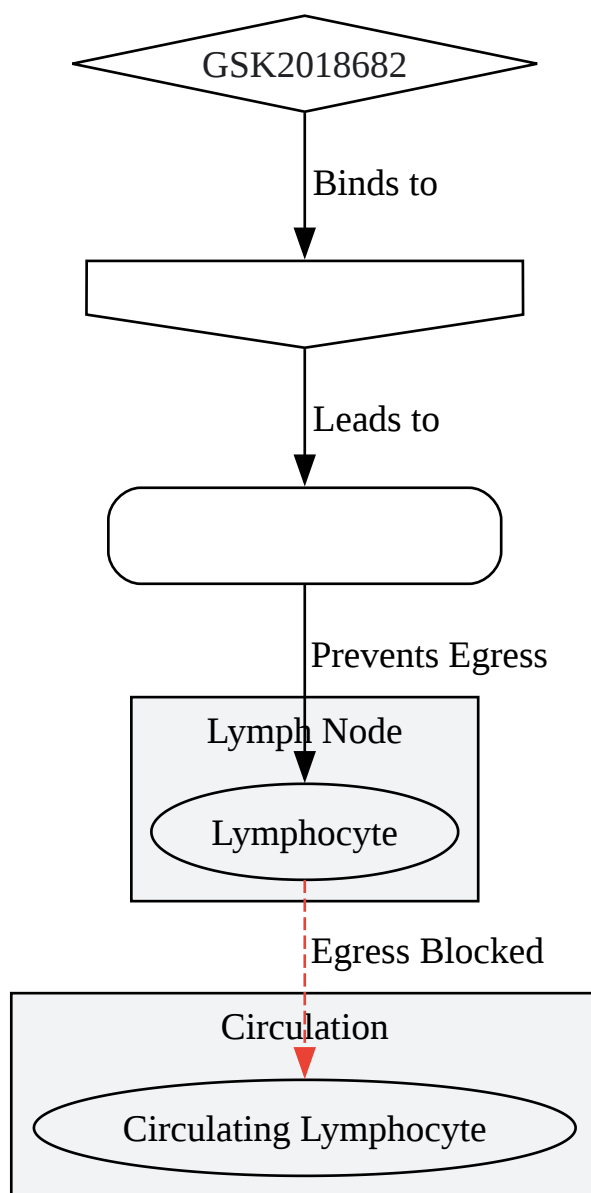 GSK2018682
Binds to
Leads to
Prevents Egress
Lymph Node
Lymphocyte
Egress Blocked
Circulation
Circulating Lymphocyte